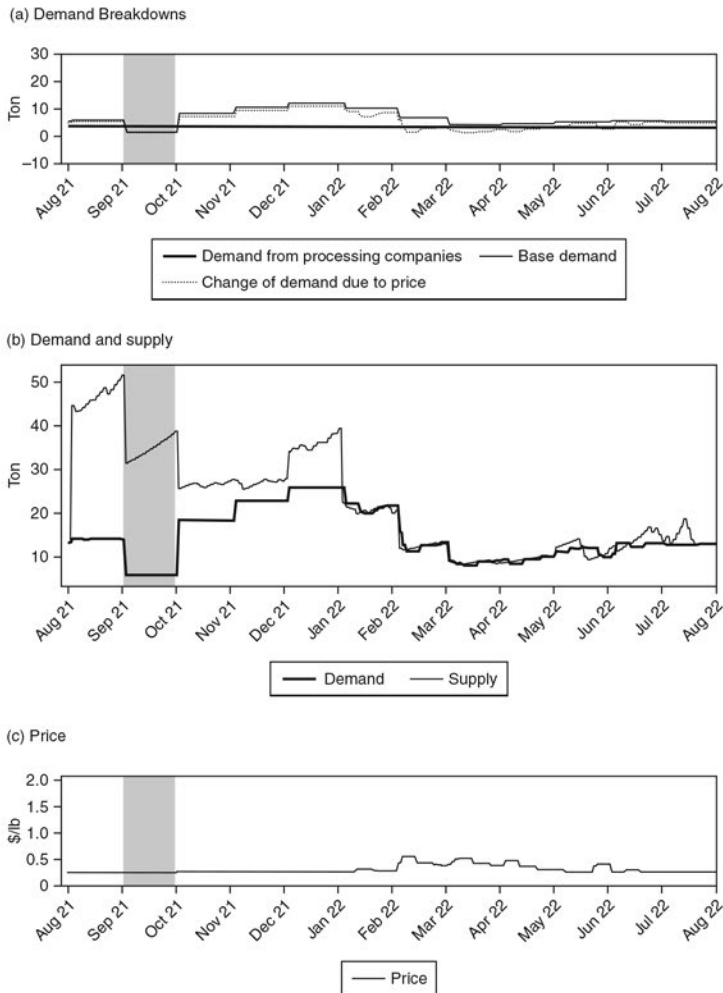 (a) Demand Breakdowns
30
20
10
0
–10
Ton
Aug 21 Sep 21 Oct 21 Nov 21 Dec 21 Jan 22 Feb 22 Mar 22 Apr 22 May 22 Jun 22 Jul 22 Aug 22
Demand from processing companies Base demand
Change of demand due to price
(b) Demand and supply
50
40
30
20
10
Ton
Aug 21 Sep 21 Oct 21 Nov 21 Dec 21 Jan 22 Feb 22 Mar 22 Apr 22 May 22 Jun 22 Jul 22 Aug 22
Demand Supply
(c) Price
2.0
1.5
1.0
0.5
0
$/lb
Aug 21 Sep 21 Oct 21 Nov 21 Dec 21 Jan 22 Feb 22 Mar 22 Apr 22 May 22 Jun 22 Jul 22 Aug 22
Price